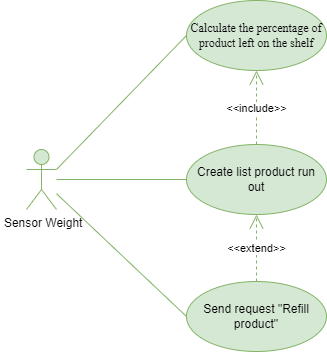 Calculate the percentage of
product left on the shelf
<<include>>
Create list product run
out
Sensor Weight
<<extend>>
Send request "Refill
product"